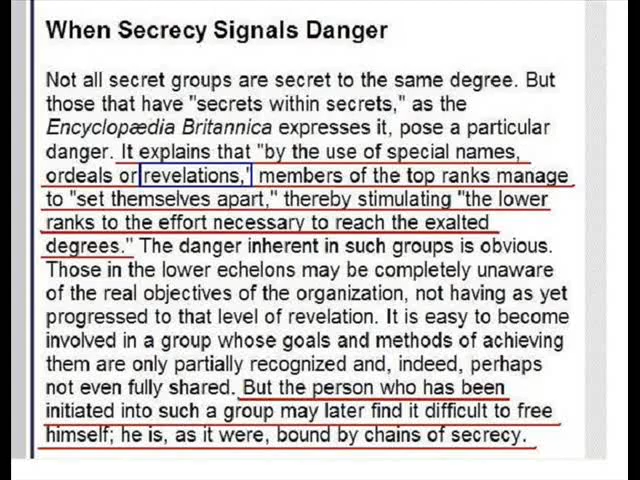 When Secrecy Signals Danger
Not all secret groups are secret to the same degree. But
those that have "secrets within secrets," as the
Encyclopædia Britannica expresses it, pose a particular
danger. It explains that "by the use of special names,
ordeals or revelations," members of the top ranks manage
to "set themselves apart," thereby stimulating "the lower
ranks to the effort necessary to reach the exalted
degrees." The danger inherent in such groups is obvious.
Those in the lower echelons may be completely unaware
of the real objectives of the organization, not having as yet
progressed to that level of revelation. It is easy to become
involved in a group whose goals and methods of achieving
them are only partially recognized and, indeed, perhaps
not even fully shared. But the person who has been
initiated into such a group may later find it difficult to free
himself; he is, as it were, bound by chains of secrecy.